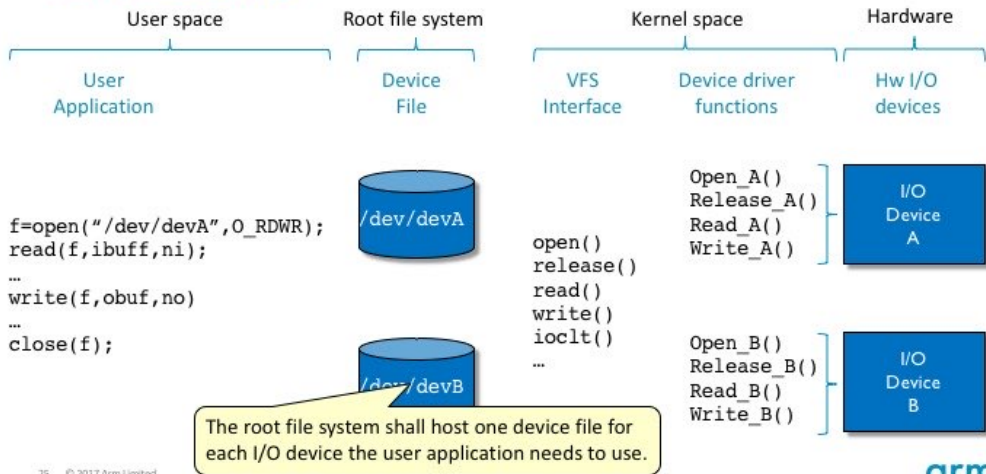 User space
Root file system
Kernel space
Hardware
User
Application
Device
File
VFS
Interface
Device driver
functions
Hw I/O
devices
f=open(“/dev/devA”,O_RDWR);
read(f,ibuff,ni);
…
write(f,obuf,no)
…
close(f);
/dev/devA
/dev/devB
open()
release()
read()
write()
ioclt()
…
Open_A()
Release_A()
Read_A()
Write_A()
I/O
Device
A
Open_B()
Release_B()
Read_B()
Write_B()
I/O
Device
B
The root file system shall host one device file for
each I/O device the user application needs to use.
© 2017 Arm Limited
arm